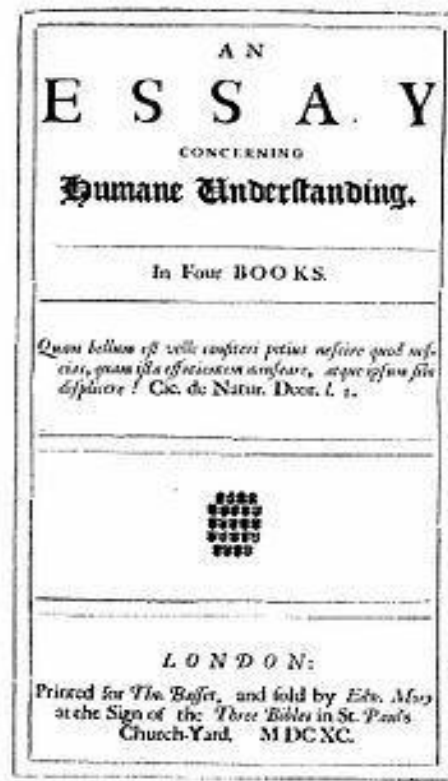 AN
ESSAY
CONCERNING
Humane Understanding.
In Four BOOKS.
Quam bellum est velle confiteri potius nescire quod nes-
cias, quam ista effutientem nauseare, atque ipsum sibi
displicere! Cic. de Natur. Deor. l. 1.
LONDON:
Printed for Tho. Basset, and sold by Edw. Mory
at the Sign of the Three Bibles in St. Paul's
Church-Yard. MDCXC.